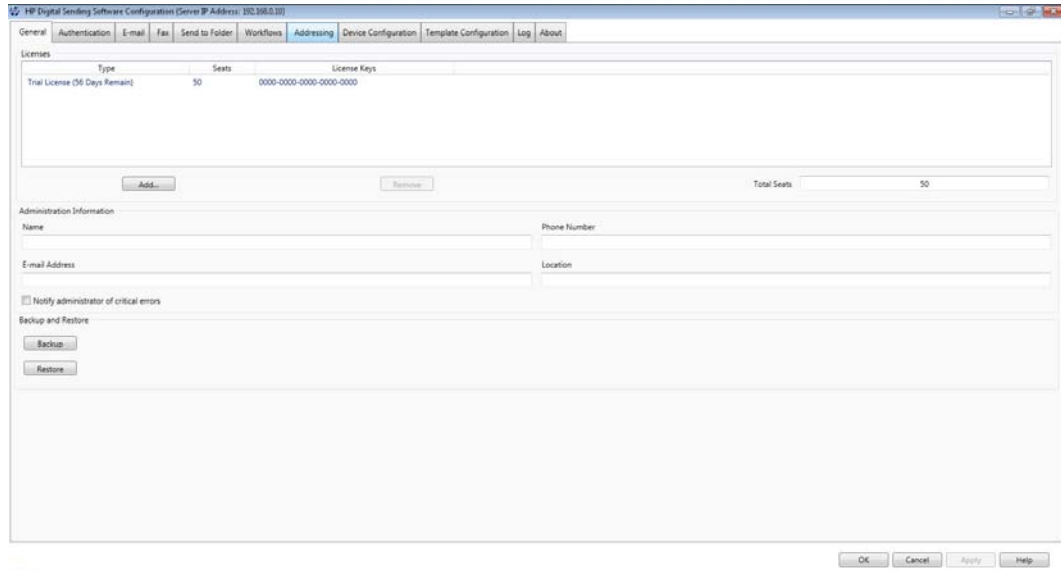 HP Digital Sending Software Configuration (Server IP Address: 192.168.0.10)
General Authentication E-mail Fax Send to Folder Workflows Addressing Device Configuration Template Configuration Log About
Licenses
Type Seats License Keys
Trial License (56 Days Remain) 50 0000-0000-0000-0000-0000
Add... Remove Total Seats 50
Administration Information
Name Phone Number
E-mail Address Location
Notify administrator of critical errors
Backup and Restore
Backup
Restore
OK Cancel Apply Help